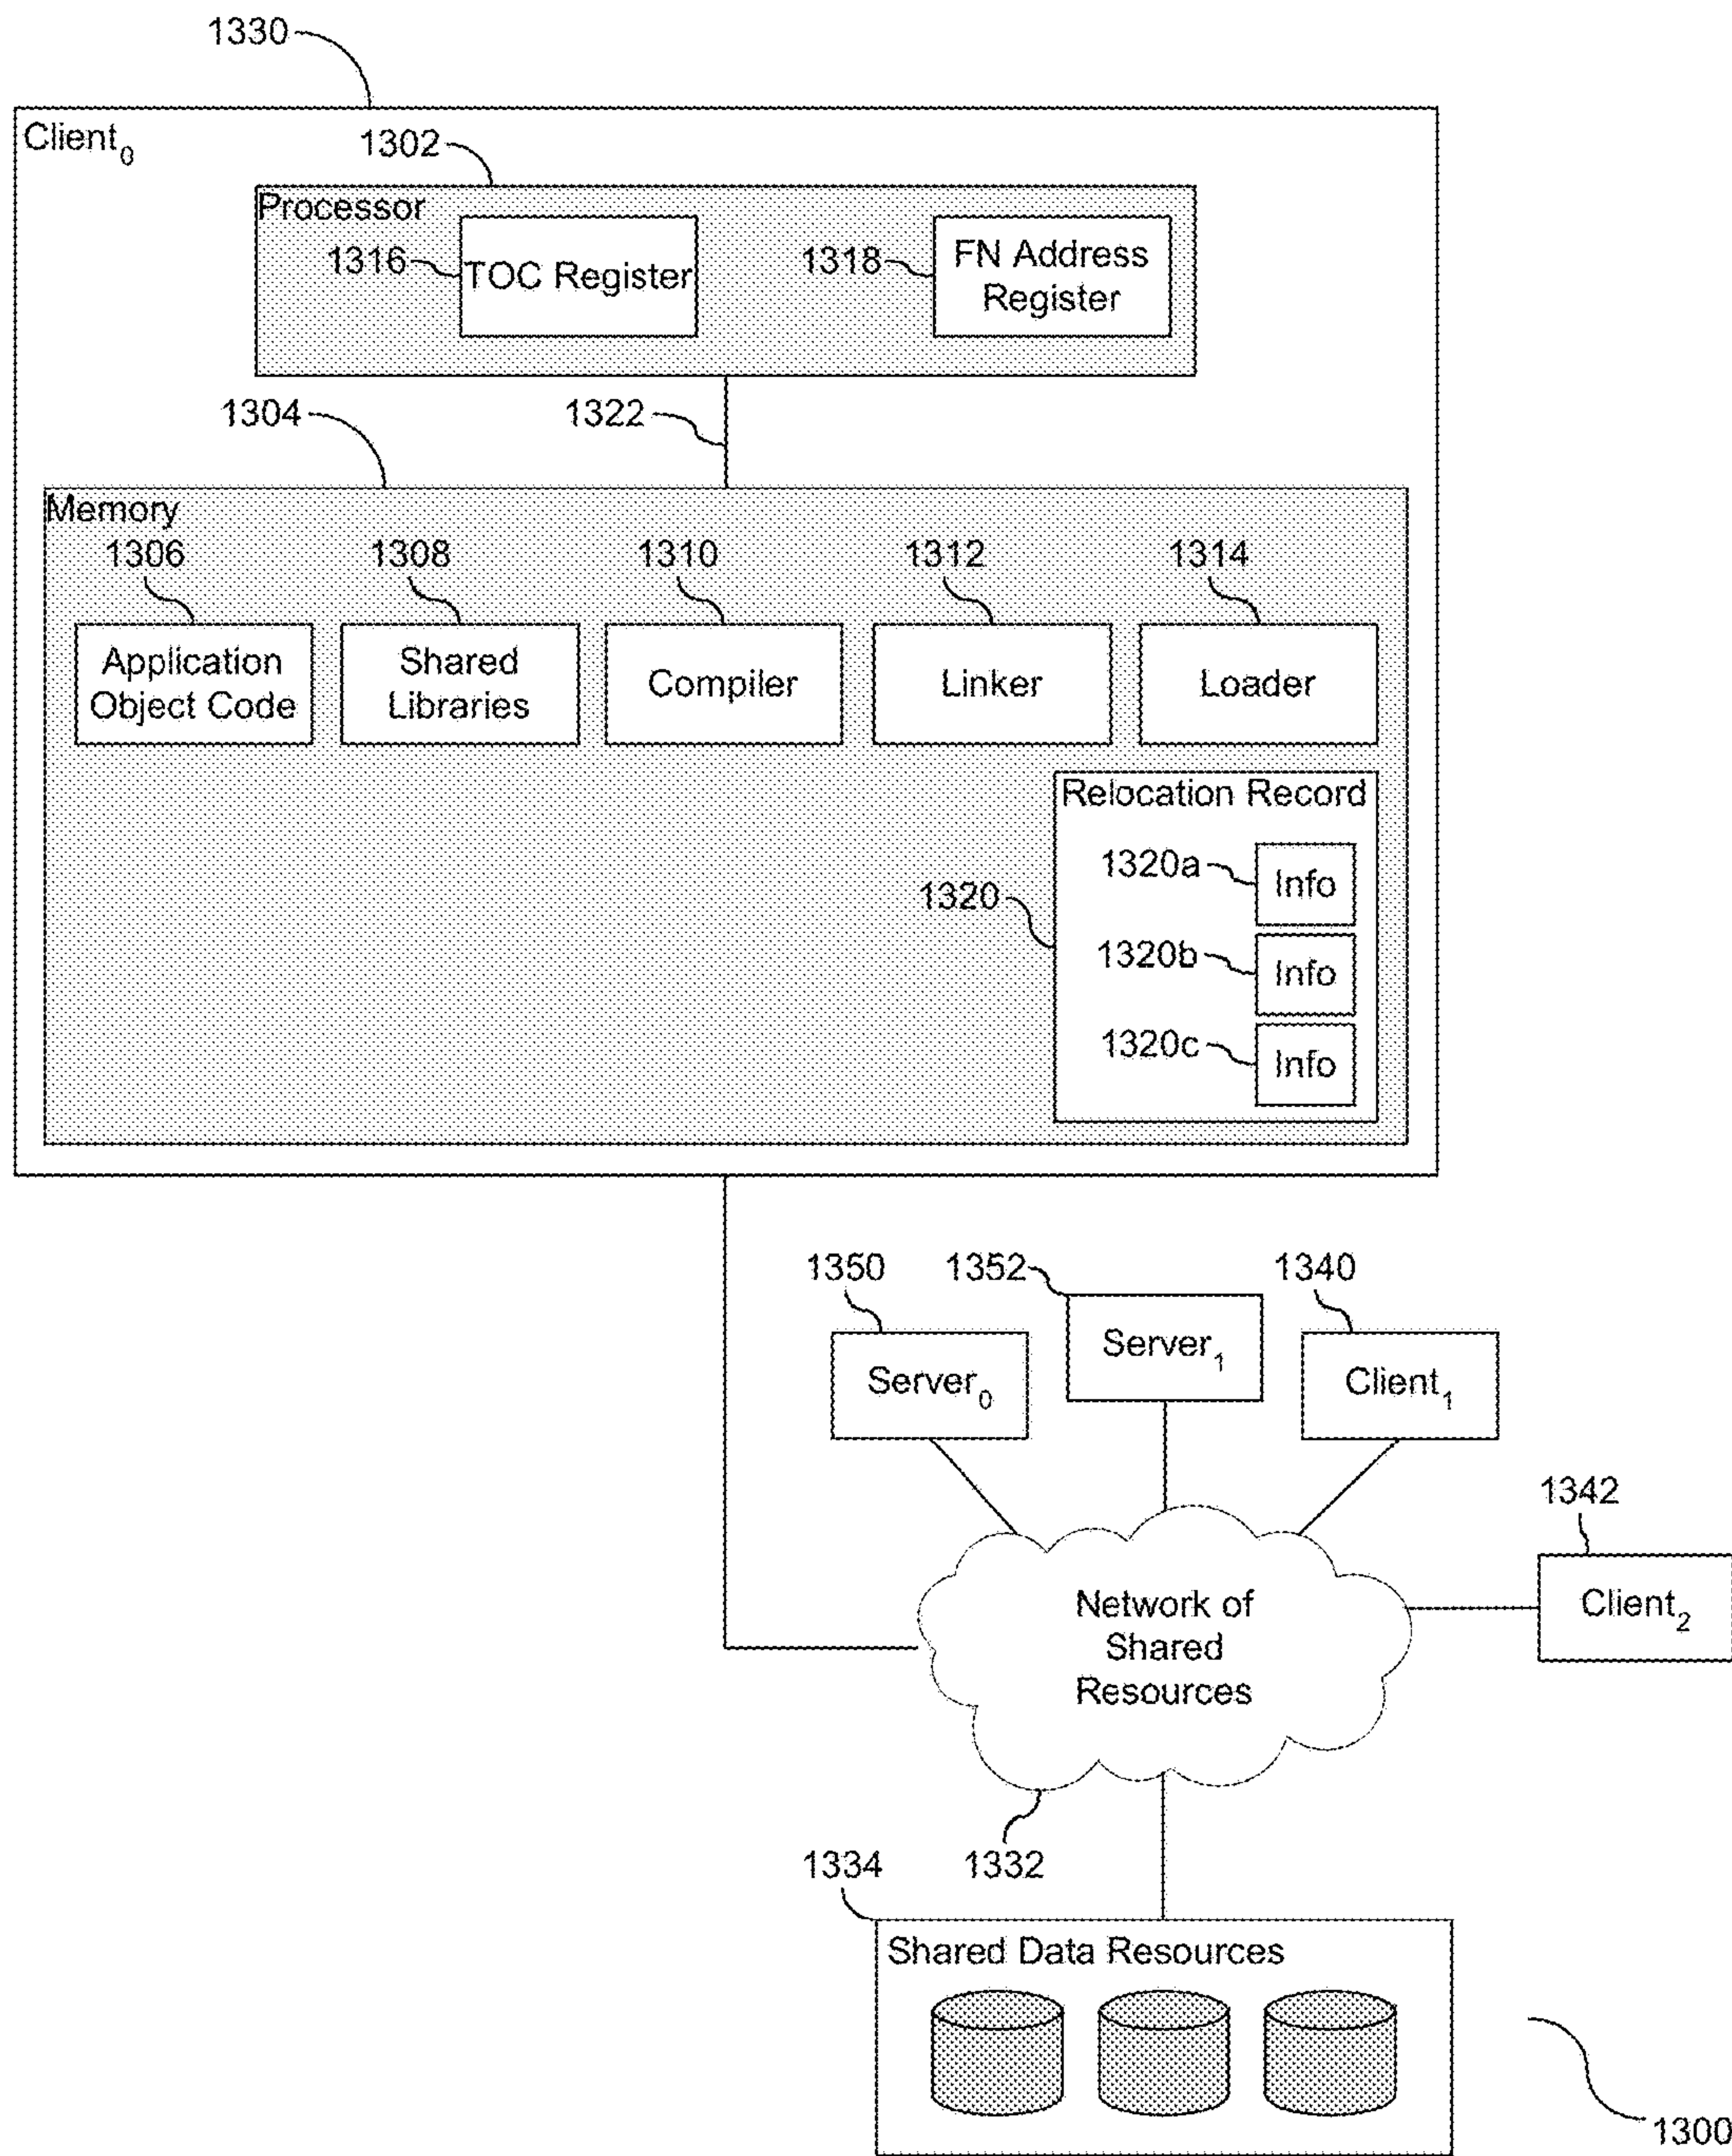 1330
Client0
1302
Processor
1316
TOC Register
1318
FN Address
Register
1304
1322
Memory
1306
1308
1310
1312
1314
Application
Object Code
Shared
Libraries
Compiler
Linker
Loader
Relocation Record
1320
1320a
Info
1320b
Info
1320c
Info
1350
1352
1340
Server0
Server1
Client1
1342
Client2
Network of
Shared
Resources
1332
1334
Shared Data Resources
1300